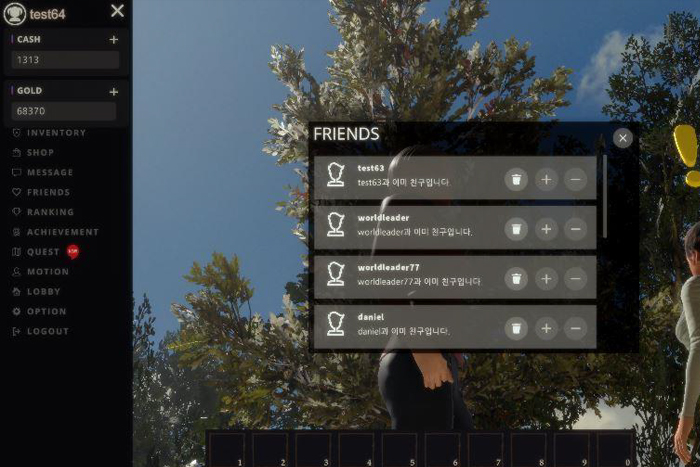 test64
CASH
1313
GOLD
68370
INVENTORY
SHOP
MESSAGE
FRIENDS
RANKING
ACHIEVEMENT
QUEST
MOTION
LOBBY
OPTION
LOGOUT
FRIENDS
test63
test63과 이미 친구입니다.
worldleader
worldleader과 이미 친구입니다.
worldleader77
worldleader77과 이미 친구입니다.
daniel
daniel과 이미 친구입니다.
1 2 3 4 5 6 7 8 9 0